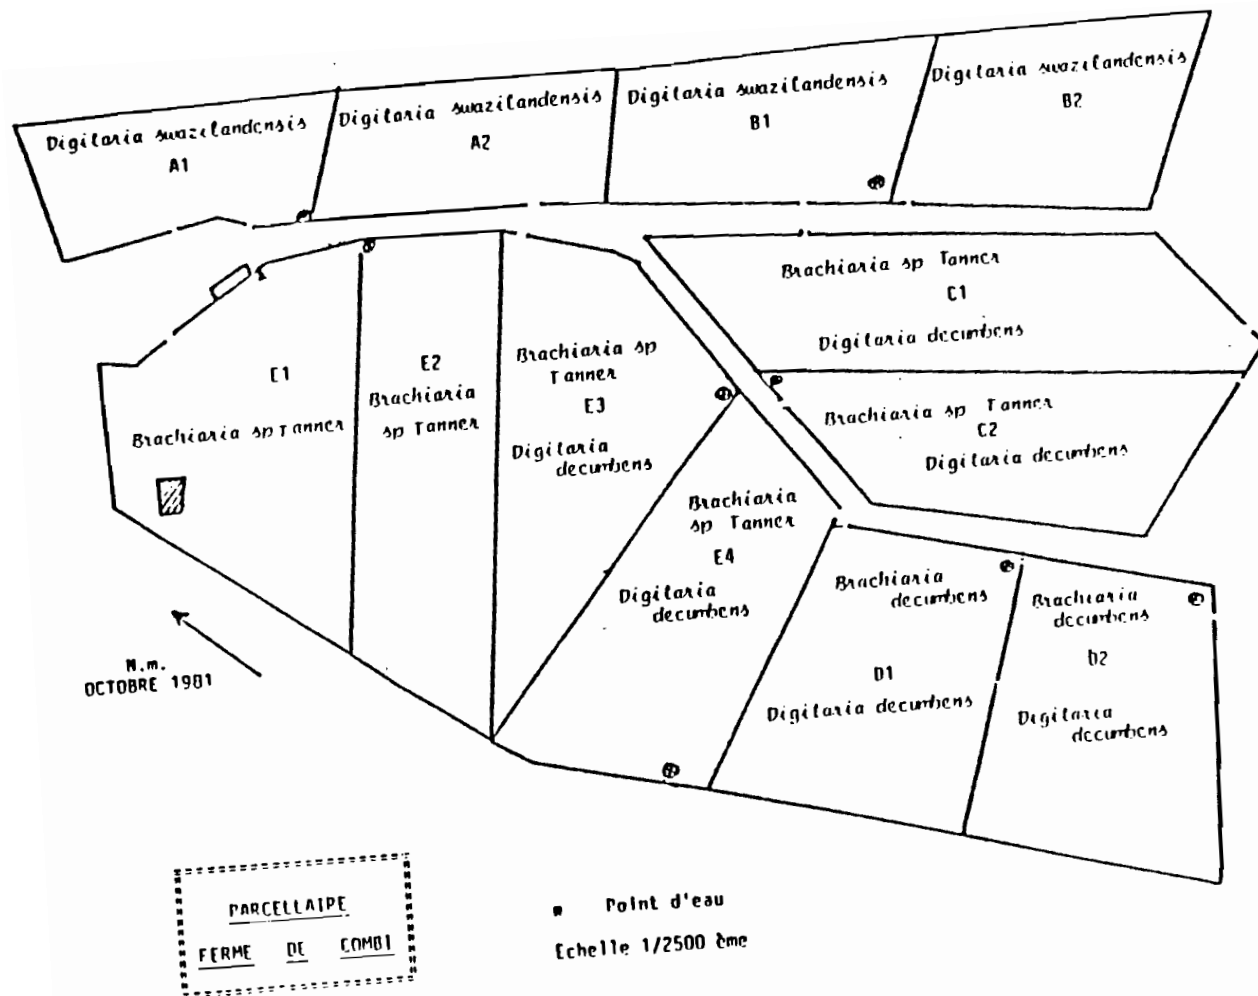 Digitaria swazilandensis
A1
Digitaria swazilandensis
A2
Digitaria swazilandensis
B1
Digitaria swazilandensis
B2
Brachiaria sp Tanner
C1
Digitaria decumbens
Brachiaria sp Tanner
C2
Digitaria decumbens
E1
Brachiaria sp Tanner
E2
Brachiaria
sp Tanner
Brachiaria sp
Tanner
E3
Digitaria
decumbens
Brachiaria
sp Tanner
E4
Digitaria
decumbens
Brachiaria
decumbens
D1
Digitaria decumbens
Brachiaria
decumbens
D2
Digitaria
decumbens
N.m.
OCTOBRE 1981
PARCELLAIRE
FERME DE COMBI
Point d'eau
Echelle 1/2500 ème